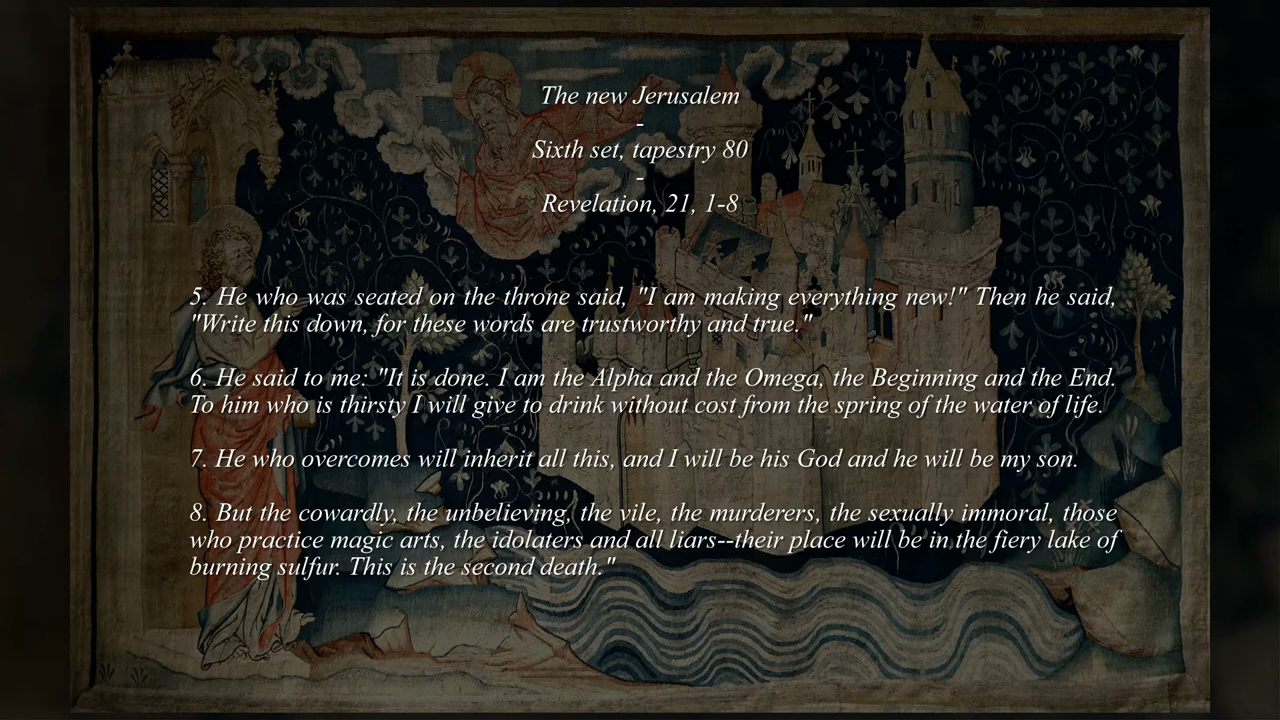 The new Jerusalem
-
Sixth set, tapestry 80
-
Revelation, 21, 1-8
5. He who was seated on the throne said, "I am making everything new!" Then he said,
"Write this down, for these words are trustworthy and true."
6. He said to me: "It is done. I am the Alpha and the Omega, the Beginning and the End.
To him who is thirsty I will give to drink without cost from the spring of the water of life.
7. He who overcomes will inherit all this, and I will be his God and he will be my son.
8. But the cowardly, the unbelieving, the vile, the murderers, the sexually immoral, those
who practice magic arts, the idolaters and all liars--their place will be in the fiery lake of
burning sulfur. This is the second death."